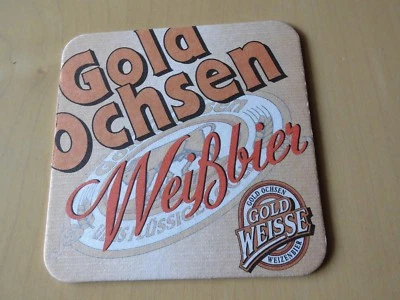 Gold
Ochsen
Weißbier
GOLD OCHSEN
GOLD
WEISSE
WEIZENBIER